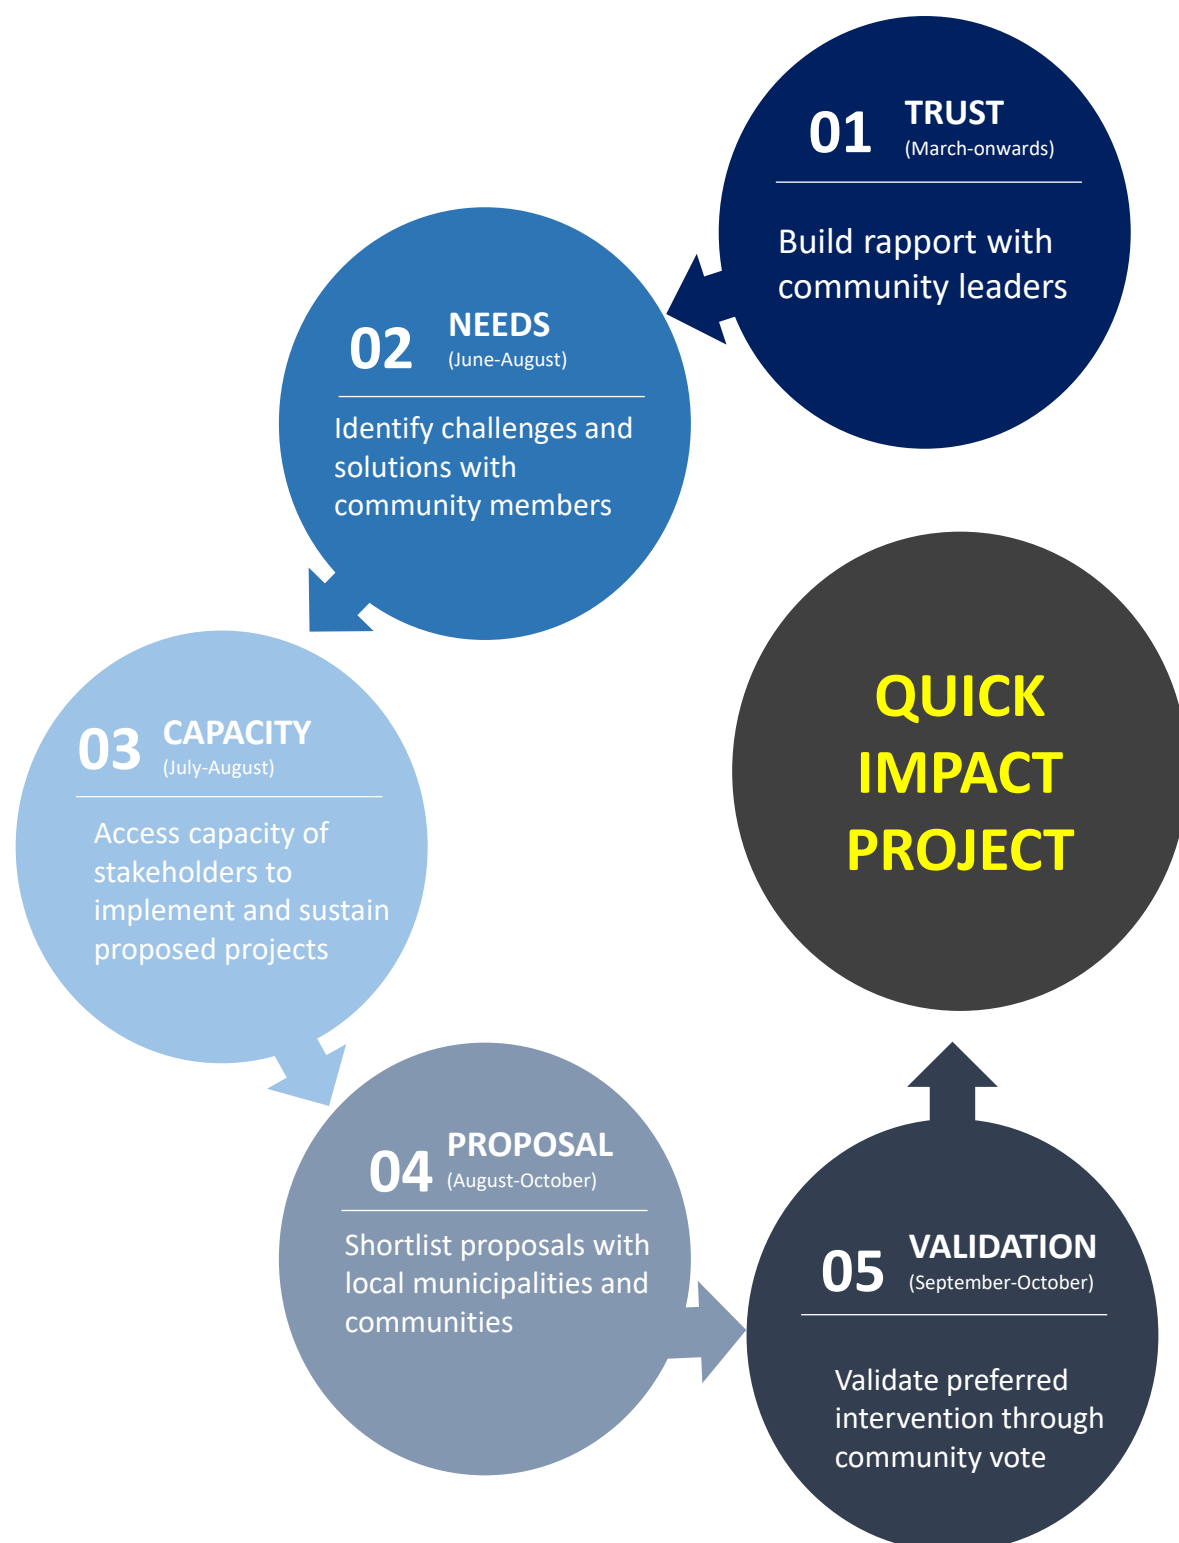 01
TRUST
(March-onwards)
Build rapport with
community leaders
02
NEEDS
(June-August)
Identify challenges and
solutions with
community members
03
CAPACITY
(July-August)
Access capacity of
stakeholders to
implement and sustain
proposed projects
04
PROPOSAL
(August-October)
Shortlist proposals with
local municipalities and
communities
05
VALIDATION
(September-October)
Validate preferred
intervention through
community vote
QUICK
IMPACT
PROJECT